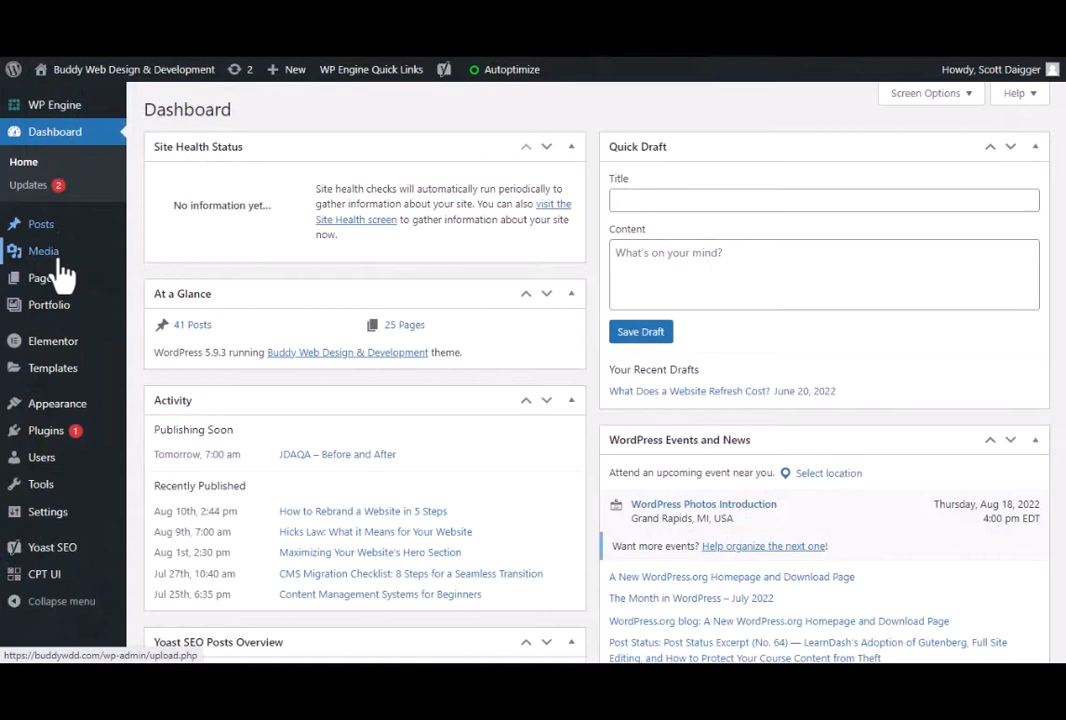 Buddy Web Design & Development 2 New WP Engine Quick Links Autoptimize Howdy, Scott Daigger
WP Engine
Dashboard
Home
Updates 2
Posts
Media
Portfolio
Elementor
Templates
Appearance
Plugins 1
Users
Tools
Settings
Yoast SEO
CPT UI
Collapse menu
https://buddywdd.com/wp-admin/upload.php
Screen Options Help
Dashboard
Site Health Status
No information yet...
Site health checks will automatically run periodically to
gather information about your site. You can also visit the
Site Health screen to gather information about your site
now.
At a Glance
41 Posts 25 Pages
WordPress 5.9.3 running Buddy Web Design & Development theme.
Activity
Publishing Soon
Tomorrow, 7:00 am JDAQA – Before and After
Recently Published
Aug 10th, 2:44 pm How to Rebrand a Website in 5 Steps
Aug 9th, 7:00 am Hicks Law: What it Means for Your Website
Aug 1st, 2:30 pm Maximizing Your Website's Hero Section
Jul 27th, 10:40 am CMS Migration Checklist: 8 Steps for a Seamless Transition
Jul 25th, 6:35 pm Content Management Systems for Beginners
Yoast SEO Posts Overview
Quick Draft
Title
Content
What's on your mind?
Save Draft
Your Recent Drafts
What Does a Website Refresh Cost? June 20, 2022
WordPress Events and News
Attend an upcoming event near you. Select location
WordPress Photos Introduction Thursday, Aug 18, 2022
Grand Rapids, MI, USA 4:00 pm EDT
Want more events? Help organize the next one!
A New WordPress.org Homepage and Download Page
The Month in WordPress – July 2022
WordPress.org blog: A New WordPress.org Homepage and Download Page
Post Status: Post Status Excerpt (No. 64) — LearnDash's Adoption of Gutenberg, Full Site
Editing, and How to Protect Your Course Content from Theft